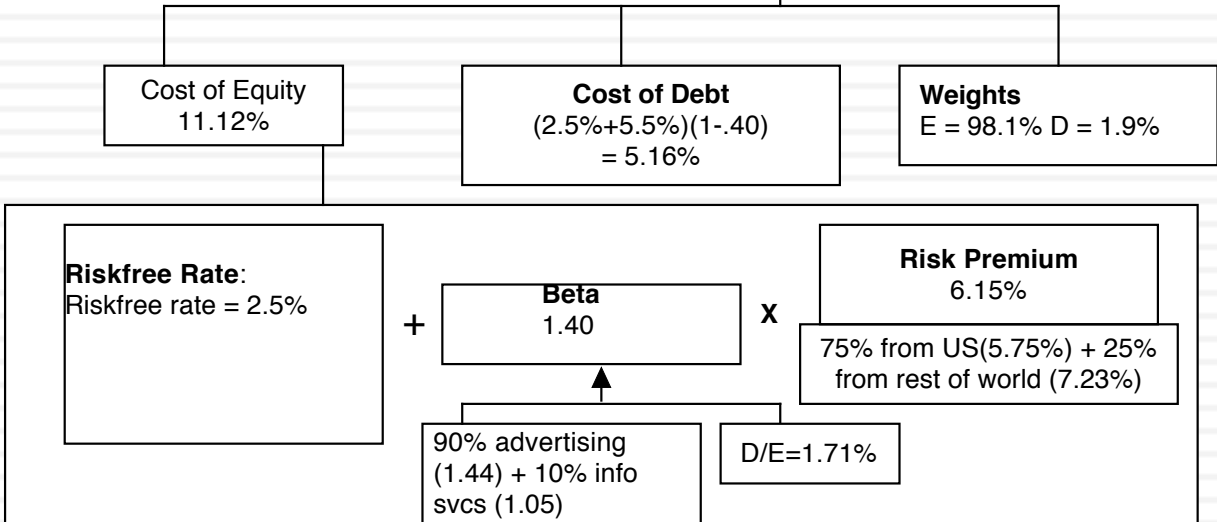 Cost of Equity
11.12%
Cost of Debt
(2.5%+5.5%)(1-.40)
= 5.16%
Weights
E = 98.1% D = 1.9%
Riskfree Rate:
Riskfree rate = 2.5%
+
Beta
1.40
X
Risk Premium
6.15%
75% from US(5.75%) + 25%
from rest of world (7.23%)
90% advertising
(1.44) + 10% info
svcs (1.05)
D/E=1.71%